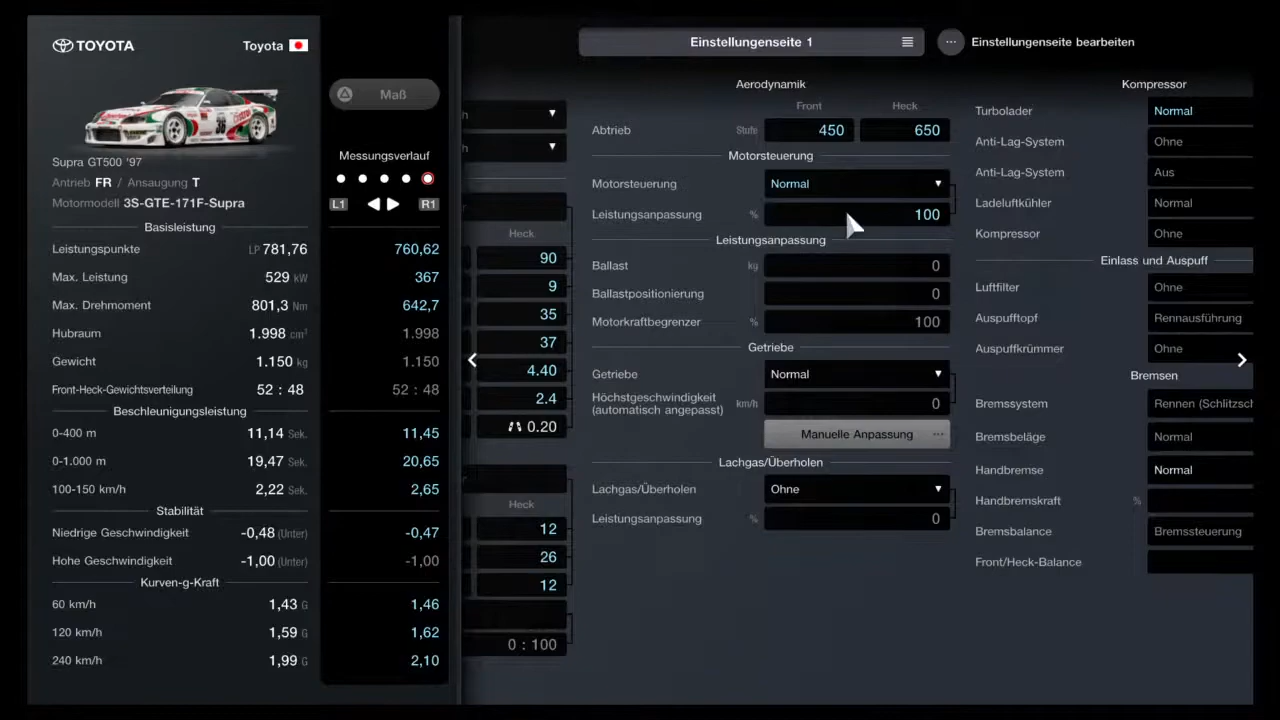 TOYOTA
Toyota
Supra GT500 '97
Antrieb FR / Ansaugung T
Motormodell 3S-GTE-171F-Supra
Basisleistung
Leistungspunkte LP 781,76 760,62
Max. Leistung 529 kW 367
Max. Drehmoment 801,3 Nm 642,7
Hubraum 1.998 cm³ 1.998
Gewicht 1.150 kg 1.150
Front-Heck-Gewichtsverteilung 52 : 48 52 : 48
Beschleunigungsleistung
0-400 m 11,14 Sek. 11,45
0-1.000 m 19,47 Sek. 20,65
100-150 km/h 2,22 Sek. 2,65
Stabilität
Niedrige Geschwindigkeit -0,48 (Unter) -0,47
Hohe Geschwindigkeit -1,00 (Unter) -1,00
Kurven-g-Kraft
60 km/h 1,43 G 1,46
120 km/h 1,59 G 1,62
240 km/h 1,99 G 2,10
Maß
Messungsverlauf
L1 R1
h
h
r
Heck
90
9
35
37
4.40
2.4
0.20
r
Heck
12
26
12
0 : 100
Einstellungenseite 1
Einstellungenseite bearbeiten
Aerodynamik
Front Heck
Abtrieb Stufe 450 650
Motorsteuerung
Motorsteuerung Normal
Leistungsanpassung % 100
Leistungsanpassung
Ballast kg 0
Ballastpositionierung 0
Motorkraftbegrenzer % 100
Getriebe
Getriebe Normal
Höchstgeschwindigkeit
(automatisch angepasst) km/h 0
Manuelle Anpassung
Lachgas/Überholen
Lachgas/Überholen Ohne
Leistungsanpassung % 0
Kompressor
Turbolader Normal
Anti-Lag-System Ohne
Anti-Lag-System Aus
Ladeluftkühler Normal
Kompressor Ohne
Einlass und Auspuff
Luftfilter Ohne
Auspufftopf Rennausführung
Auspuffkrümmer Ohne
Bremsen
Bremssystem Rennen (Schlitzsch
Bremsbeläge Normal
Handbremse Normal
Handbremskraft %
Bremsbalance Bremssteuerung
Front/Heck-Balance